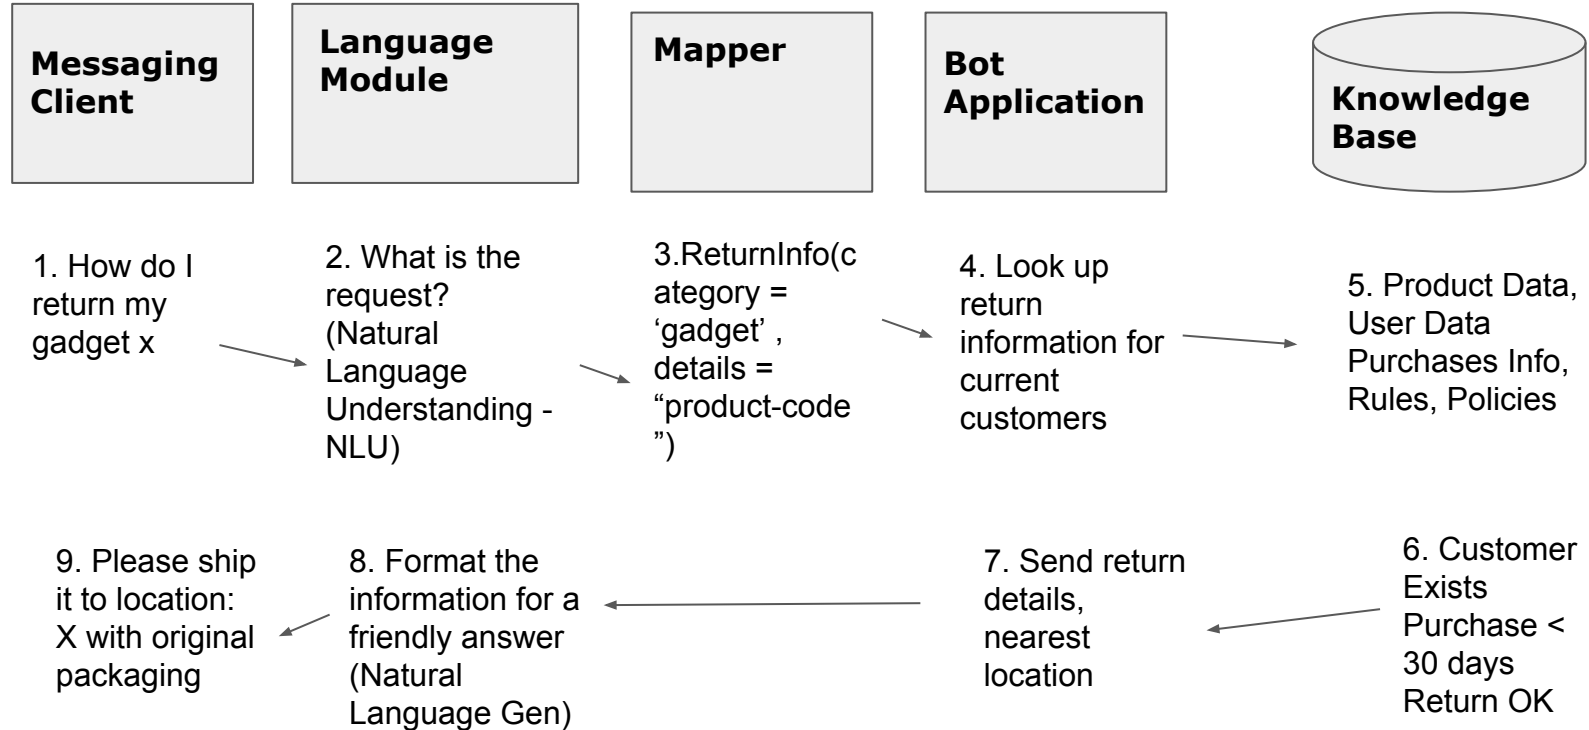 Messaging
Client
Language
Module
Mapper
Bot
Application
Knowledge
Base
1. How do I
return my
gadget x
2. What is the
request?
(Natural
Language
Understanding -
NLU)
3.ReturnInfo(c
ategory =
‘gadget’ ,
details =
“product-code
”)
4. Look up
return
information for
current
customers
5. Product Data,
User Data
Purchases Info,
Rules, Policies
9. Please ship
it to location:
X with original
packaging
8. Format the
information for a
friendly answer
(Natural
Language Gen)
7. Send return
details,
nearest
location
6. Customer
Exists
Purchase <
30 days
Return OK